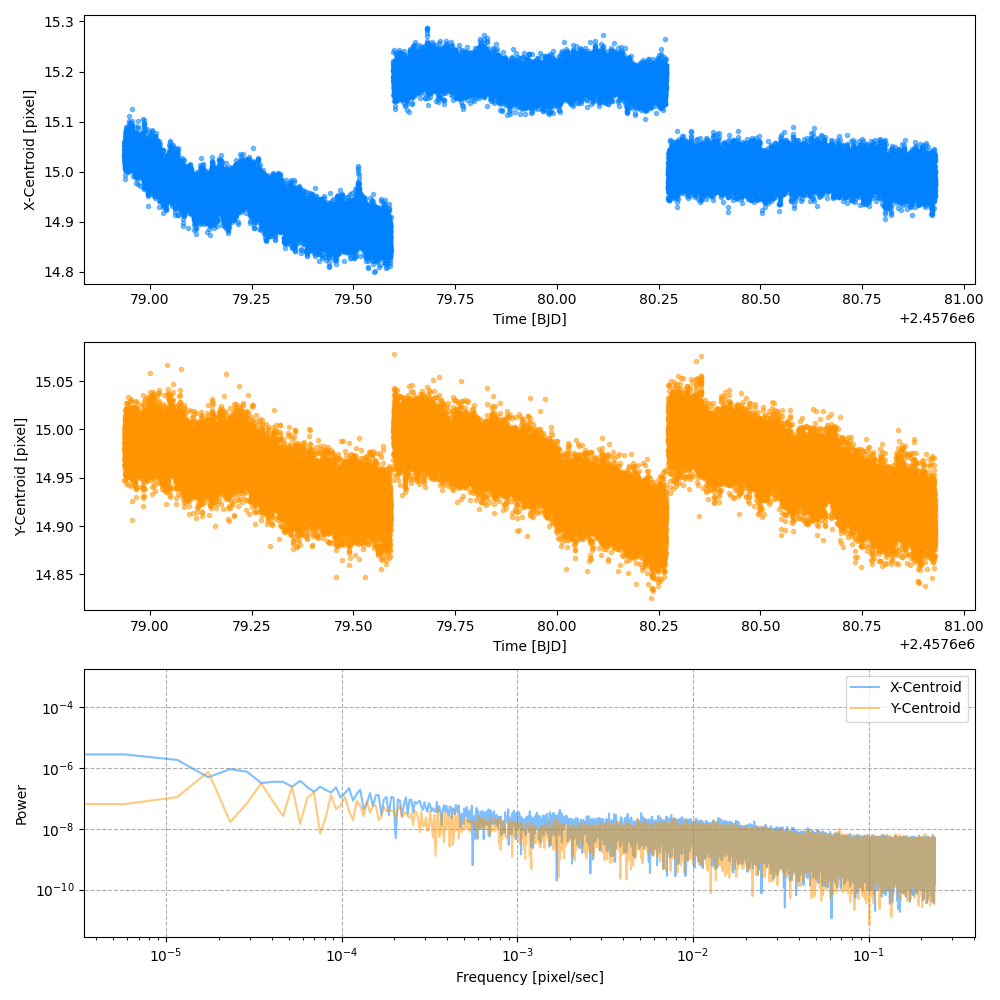 15.3
15.2
15.1
15.0
14.9
14.8
X-Centroid [pixel]
79.00 79.25 79.50 79.75 80.00 80.25 80.50 80.75 81.00
Time [BJD]
+2.4576e6
15.05
15.00
14.95
14.90
14.85
Y-Centroid [pixel]
79.00 79.25 79.50 79.75 80.00 80.25 80.50 80.75 81.00
Time [BJD]
+2.4576e6
X-Centroid
Y-Centroid
10⁻⁴
10⁻⁶
10⁻⁸
10⁻¹⁰
Power
10⁻⁵ 10⁻⁴ 10⁻³ 10⁻² 10⁻¹
Frequency [pixel/sec]